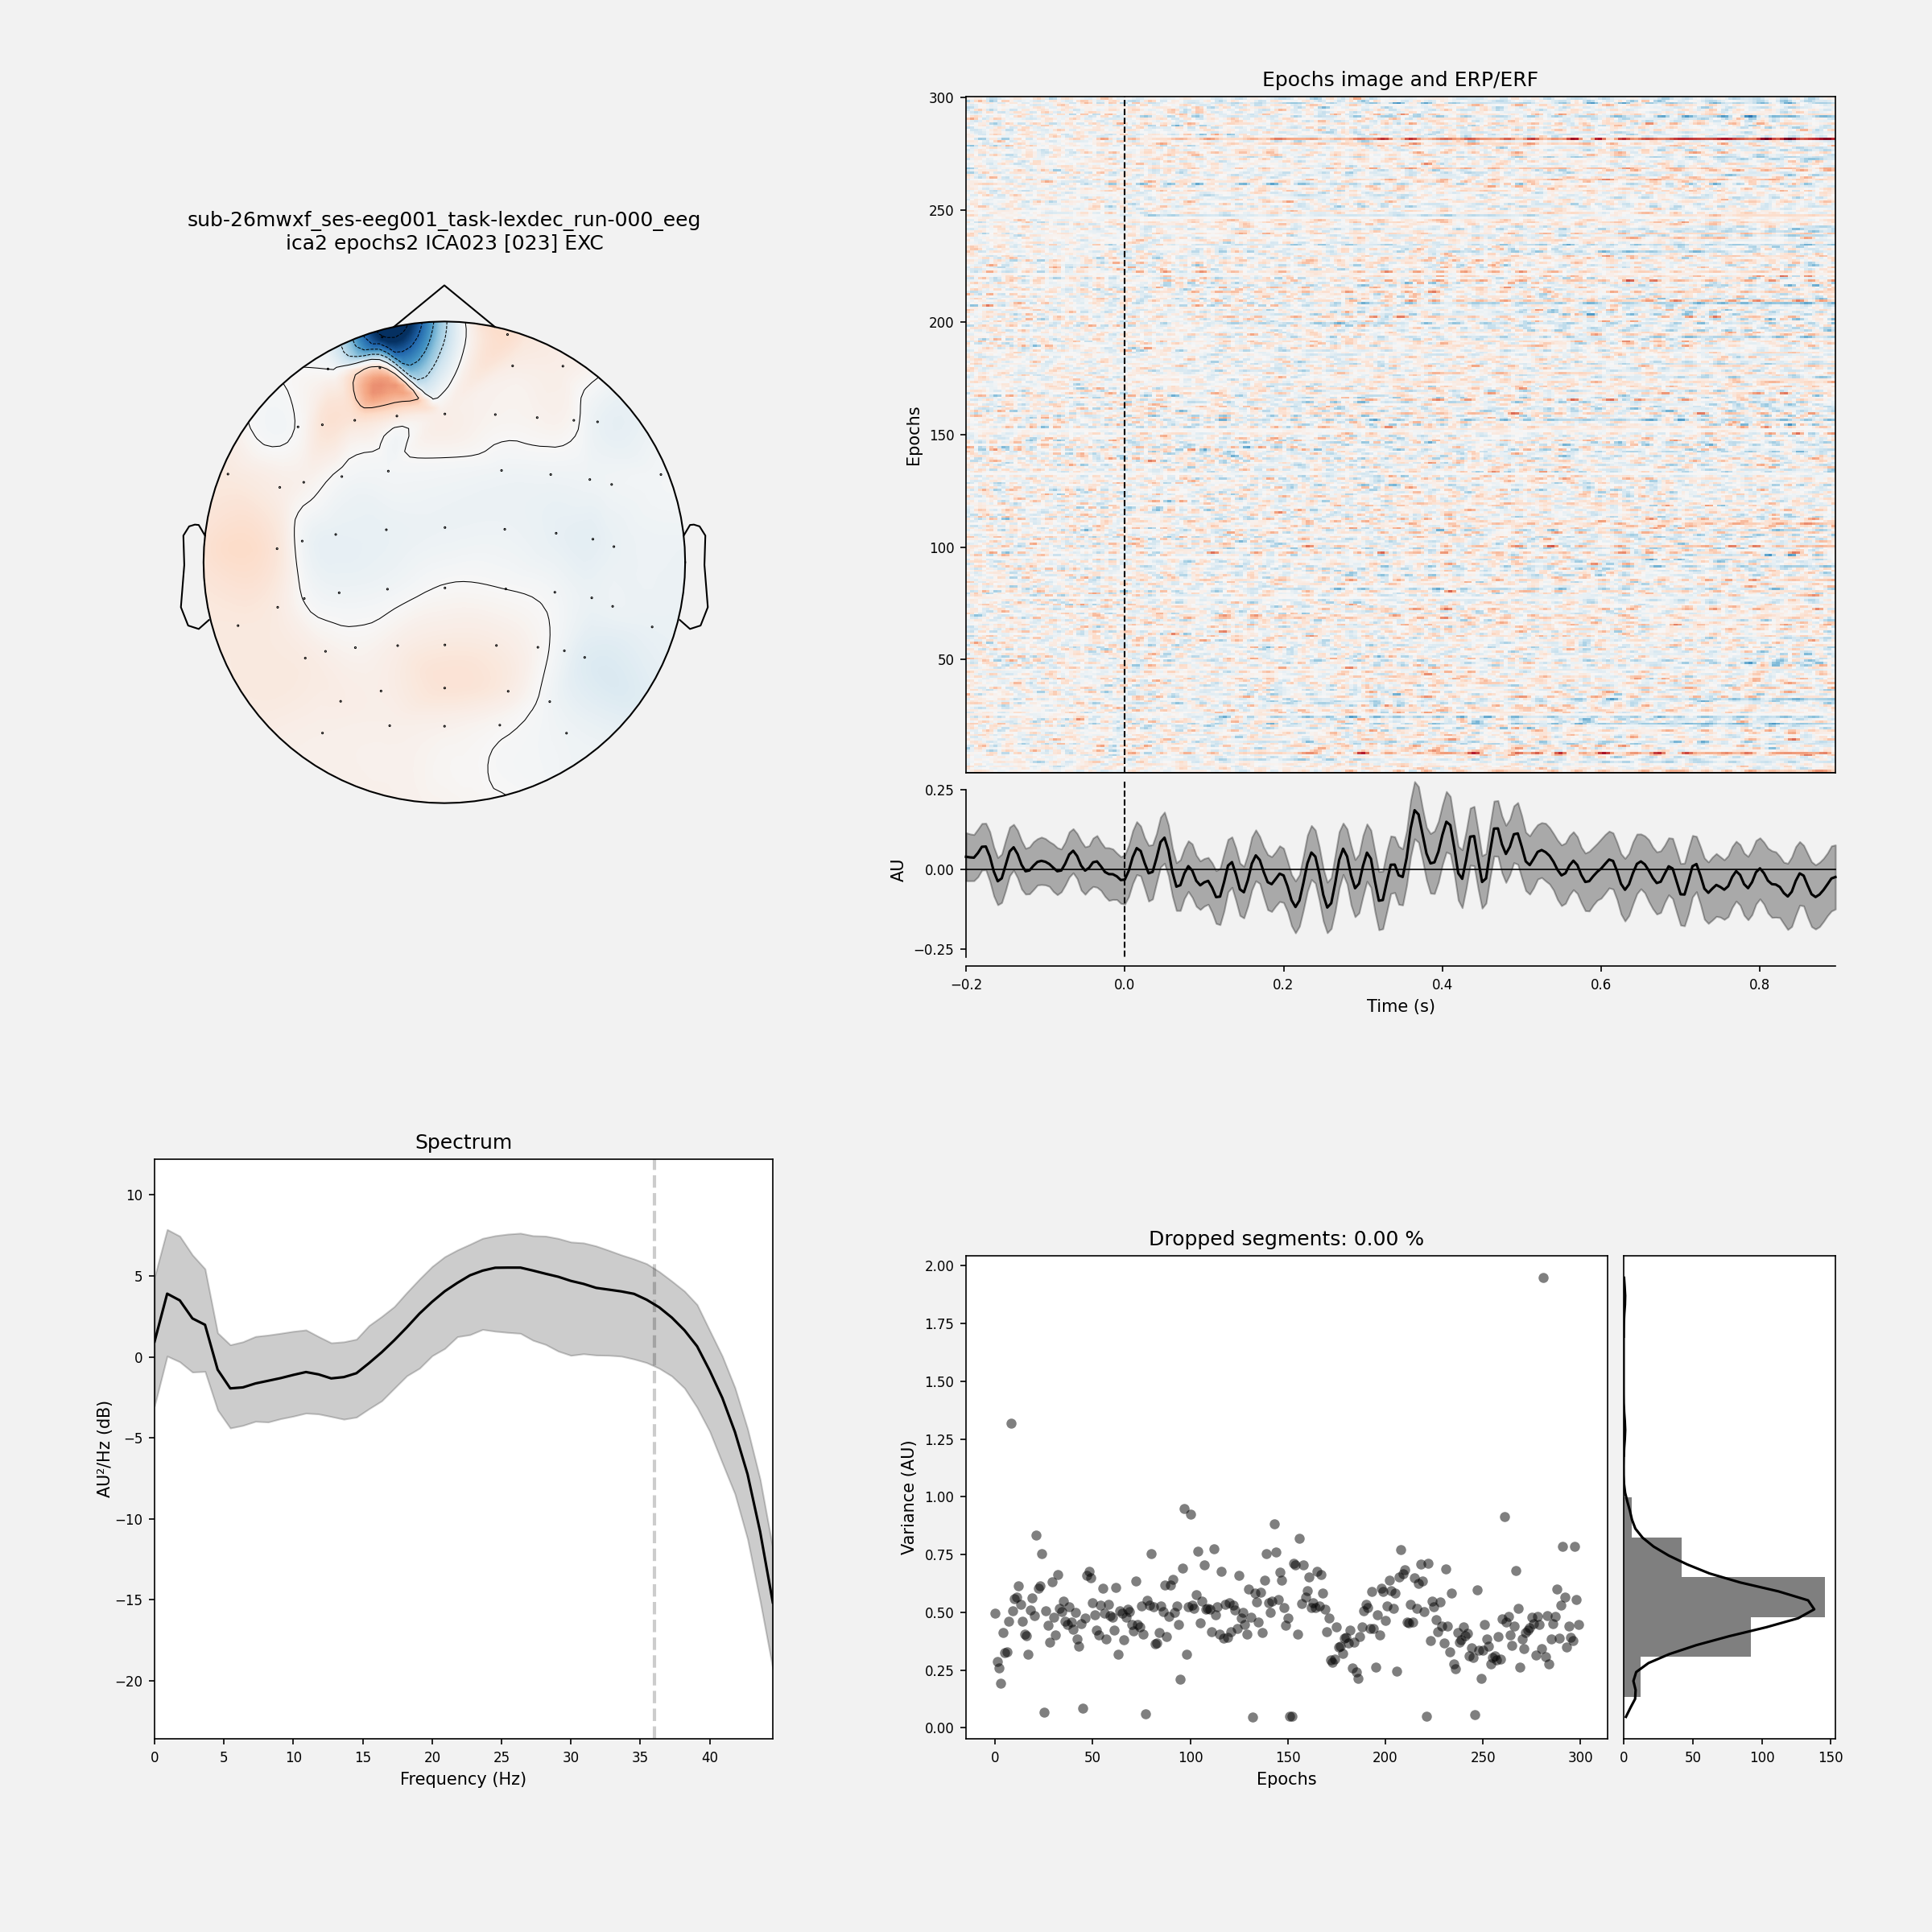 sub-26mwxf_ses-eeg001_task-lexdec_run-000_eeg
ica2 epochs2 ICA023 [023] EXC
Epochs image and ERP/ERF
300
250
200
150
100
50
Epochs
0.25
0.00
−0.25
AU
−0.2 0.0 0.2 0.4 0.6 0.8
Time (s)
Spectrum
10
5
0
−5
−10
−15
−20
AU²/Hz (dB)
0 5 10 15 20 25 30 35 40
Frequency (Hz)
Dropped segments: 0.00 %
2.00
1.75
1.50
1.25
1.00
0.75
0.50
0.25
0.00
Variance (AU)
0 50 100 150 200 250 300
Epochs
0 50 100 150